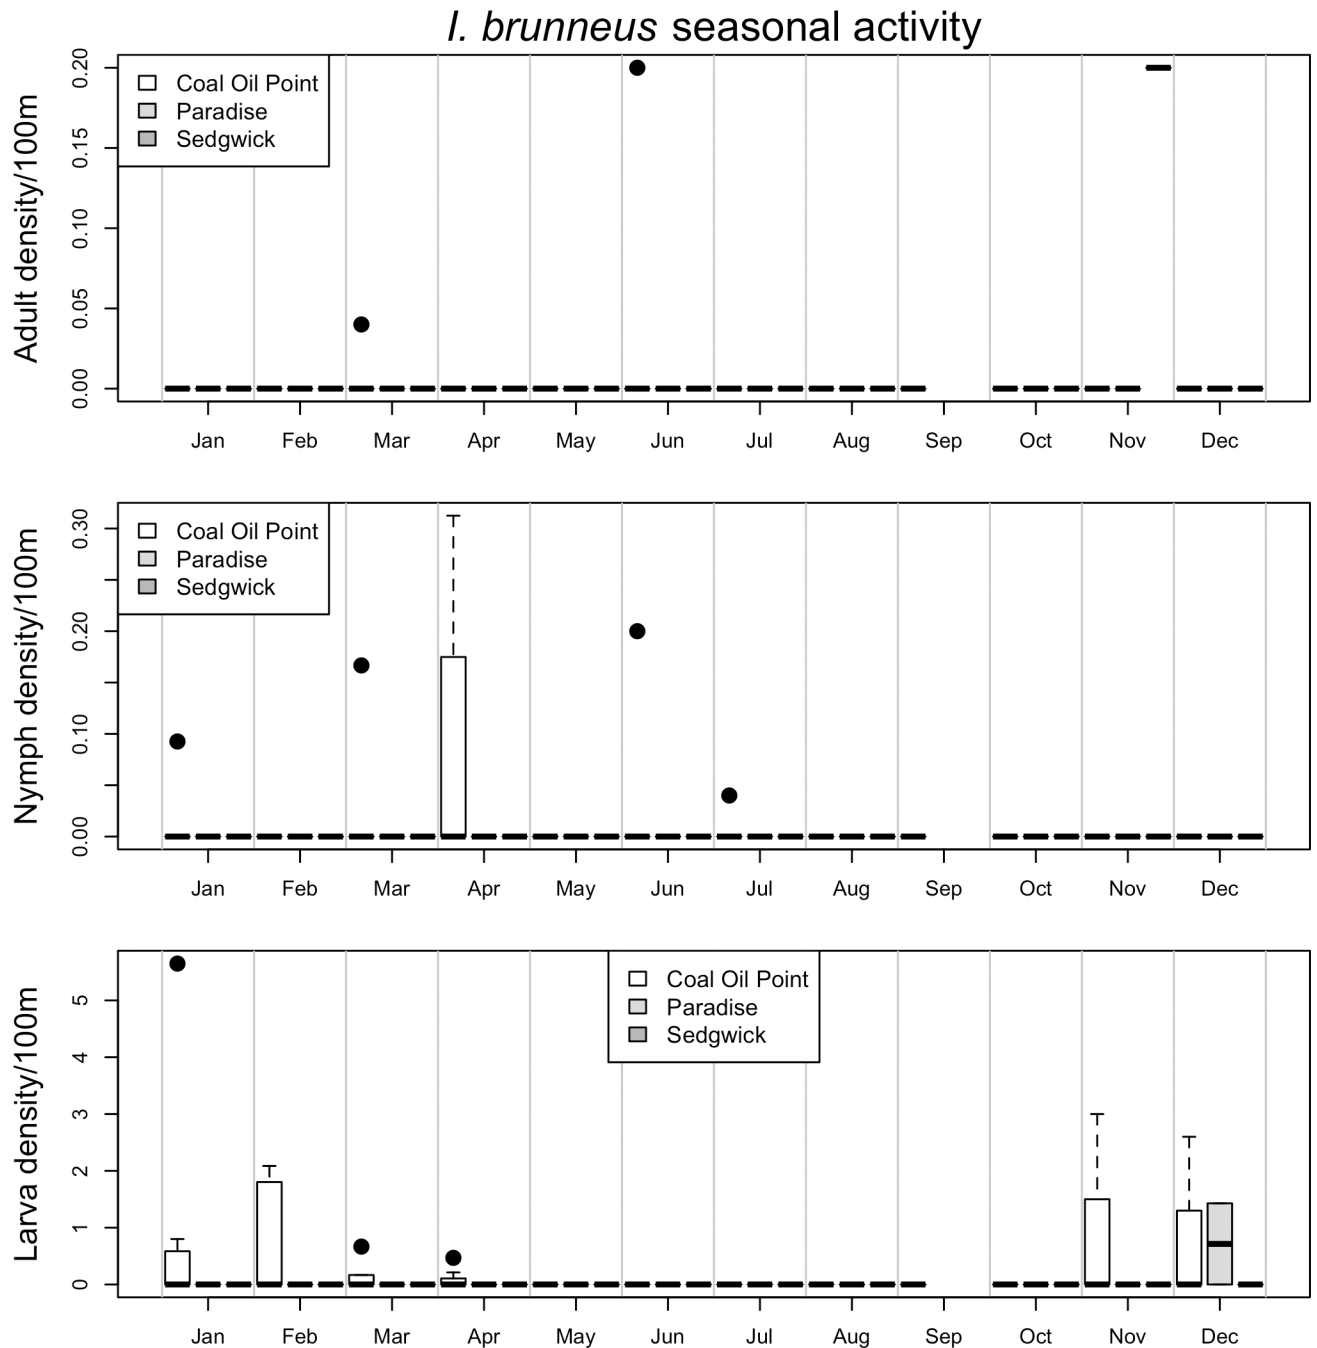 I. brunneus seasonal activity
Adult density/100m
0.20
0.15
0.10
0.05
0.00
Coal Oil Point
Paradise
Sedgwick
Jan Feb Mar Apr May Jun Jul Aug Sep Oct Nov Dec
Nymph density/100m
0.30
0.20
0.10
0.00
Coal Oil Point
Paradise
Sedgwick
Jan Feb Mar Apr May Jun Jul Aug Sep Oct Nov Dec
Larva density/100m
5
4
3
2
1
0
Coal Oil Point
Paradise
Sedgwick
Jan Feb Mar Apr May Jun Jul Aug Sep Oct Nov Dec